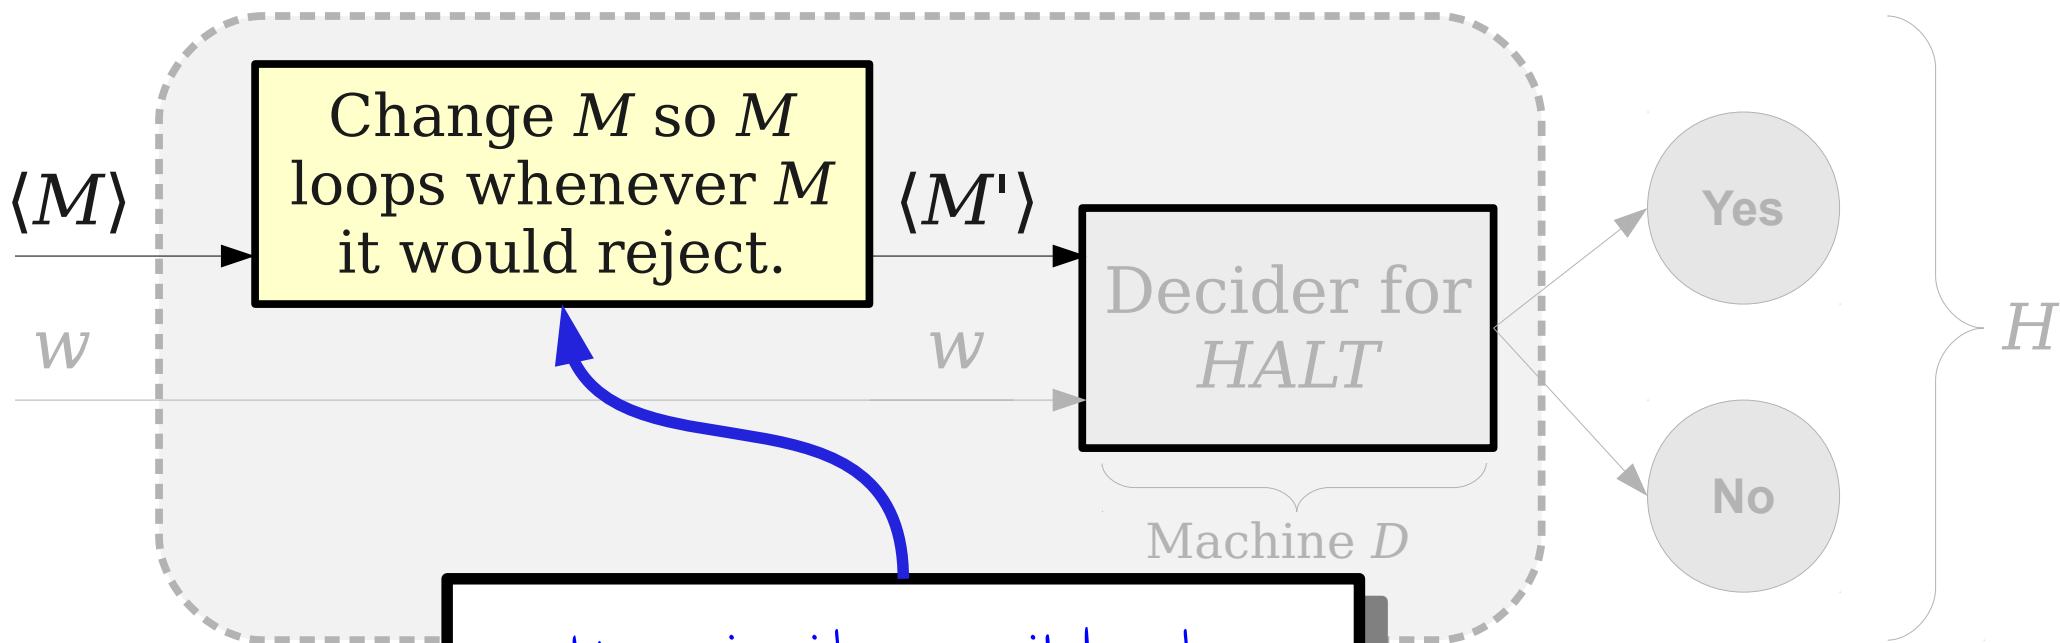 Change M so M
loops whenever M
it would reject.
⟨M⟩
⟨M'⟩
w
w
Decider for
HALT
Machine D
Yes
No
H